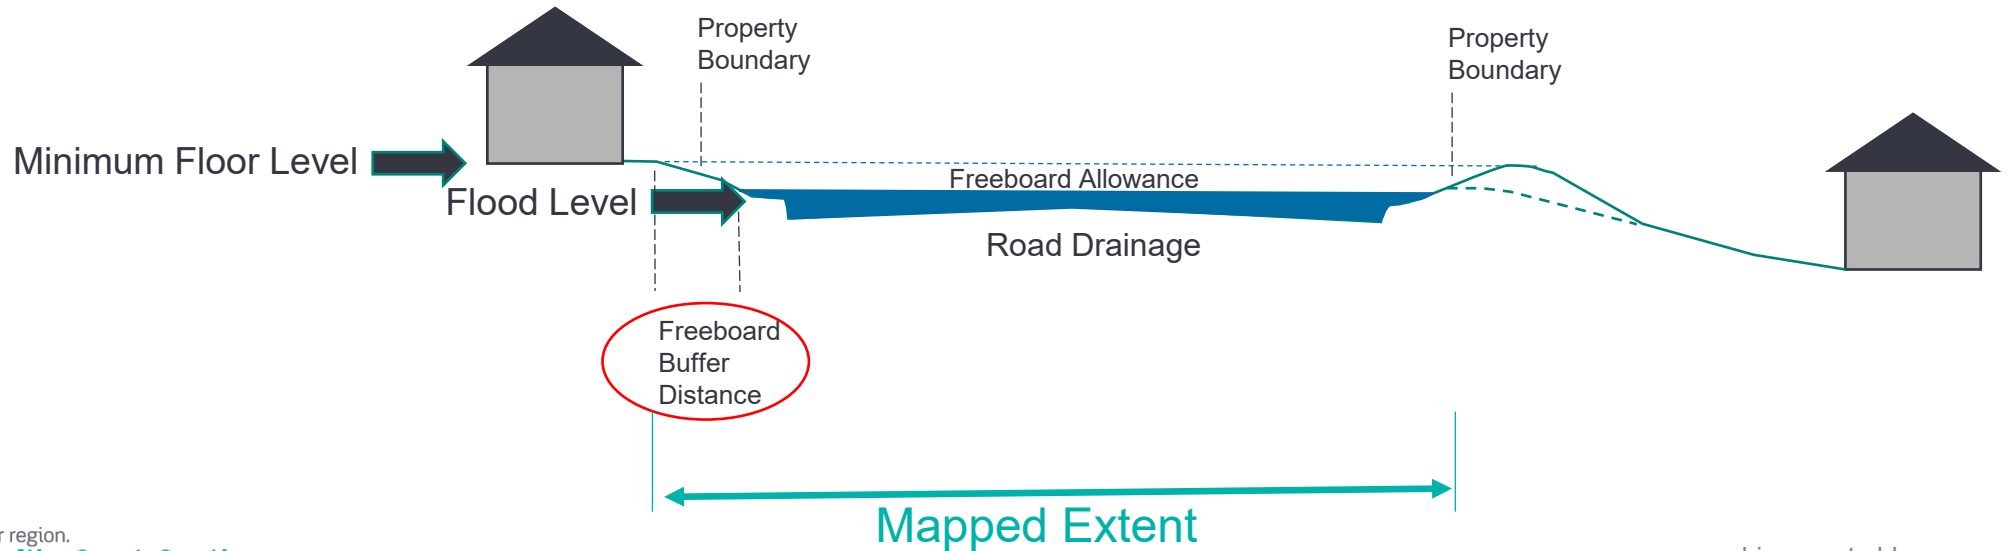 Property
Boundary
Property
Boundary
Minimum Floor Level
Freeboard Allowance
Flood Level
Road Drainage
Freeboard
Buffer
Distance
Mapped Extent
r region.